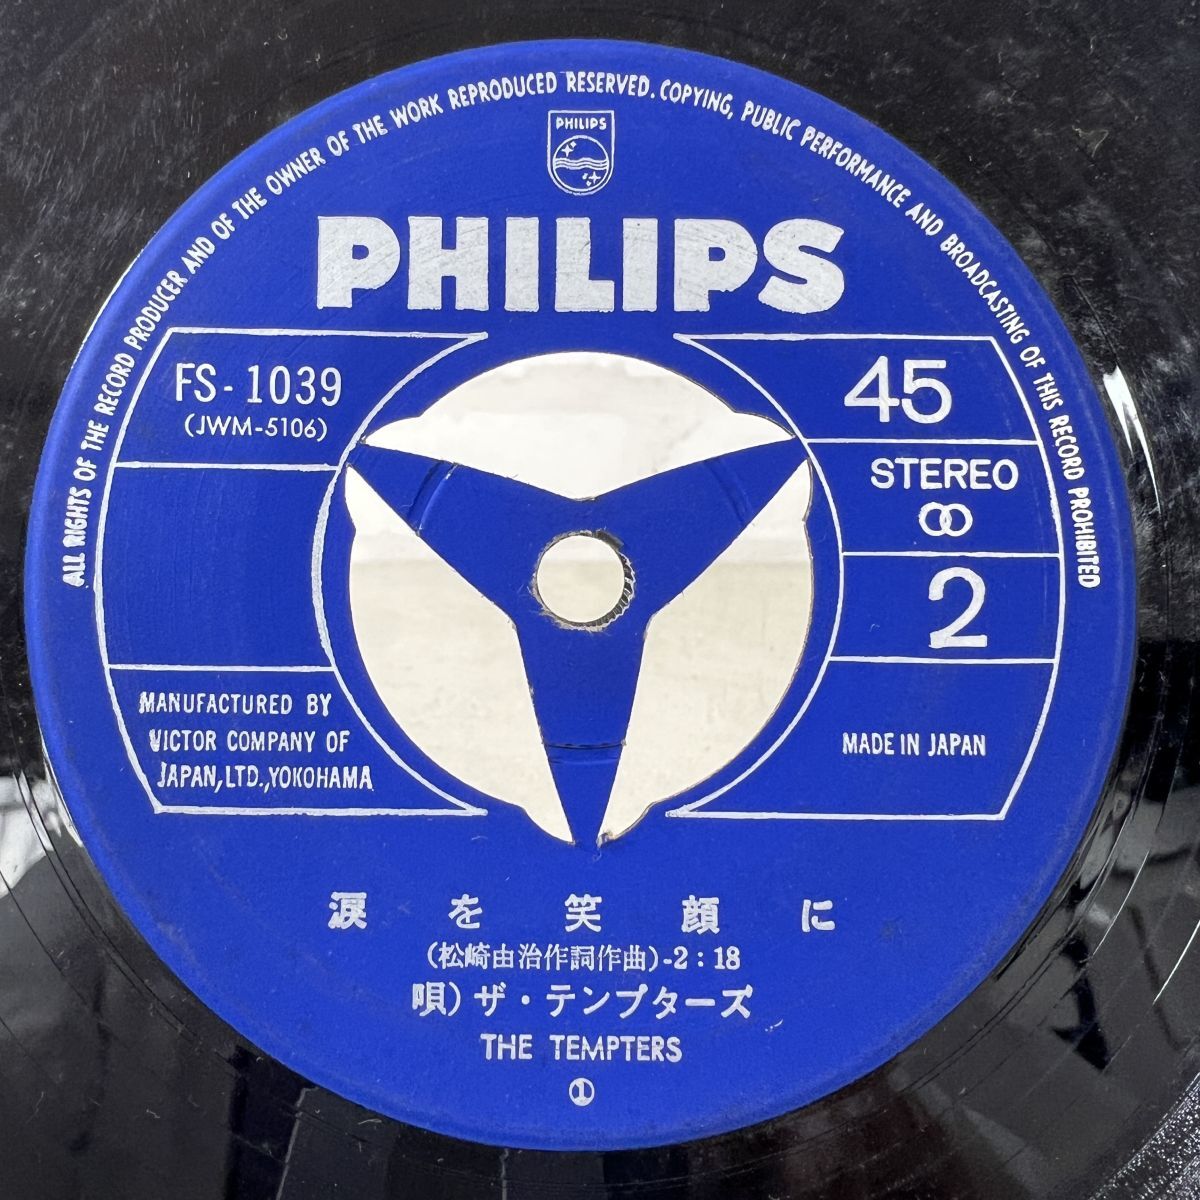 ALL RIGHTS OF THE RECORD PRODUCER AND OF THE OWNER OF THE WORK REPRODUCED RESERVED. COPYING, PUBLIC PERFORMANCE AND BROADCASTING OF THIS RECORD PROHIBITED
PHILIPS
PHILIPS
FS-1039
(JWM-5106)
45
STEREO
2
MANUFACTURED BY
VICTOR COMPANY OF
JAPAN,LTD.,YOKOHAMA
MADE IN JAPAN
涙を笑顔に
(松崎由治作詞作曲)-2:18
唄)ザ・テンプターズ
THE TEMPTERS
①